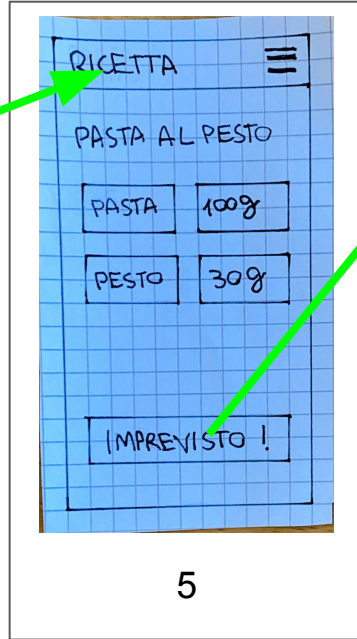 RICETTA
PASTA AL PESTO
PASTA 100g
PESTO 30g
IMPREVISTO !
5